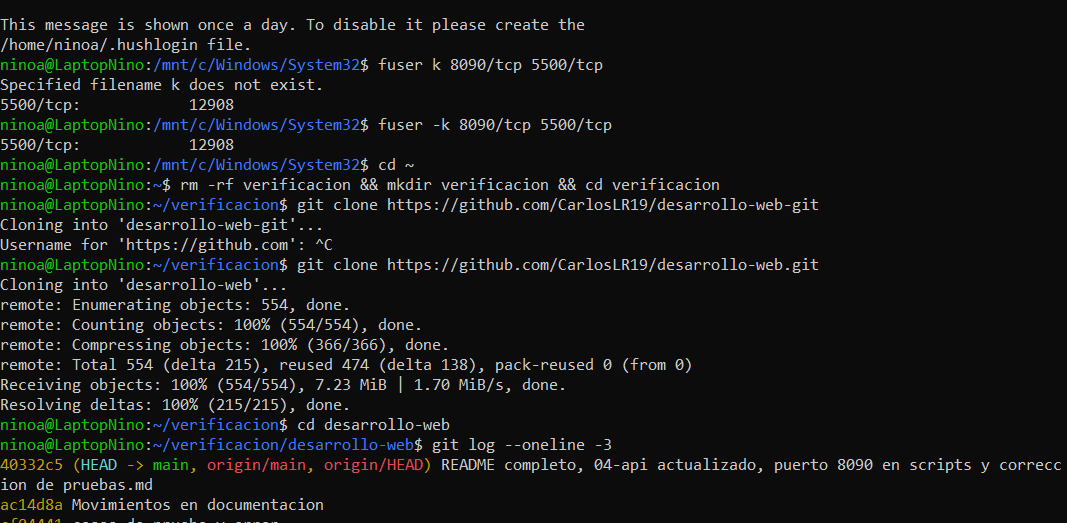 This message is shown once a day. To disable it please create the
/home/ninoa/.hushlogin file.
ninoa@LaptopNino:/mnt/c/Windows/System32$ fuser k 8090/tcp 5500/tcp
Specified filename k does not exist.
5500/tcp:            12908
ninoa@LaptopNino:/mnt/c/Windows/System32$ fuser -k 8090/tcp 5500/tcp
5500/tcp:            12908
ninoa@LaptopNino:/mnt/c/Windows/System32$ cd ~
ninoa@LaptopNino:~$ rm -rf verificacion && mkdir verificacion && cd verificacion
ninoa@LaptopNino:~/verificacion$ git clone https://github.com/CarlosLR19/desarrollo-web-git
Cloning into 'desarrollo-web-git'...
Username for 'https://github.com': ^C
ninoa@LaptopNino:~/verificacion$ git clone https://github.com/CarlosLR19/desarrollo-web.git
Cloning into 'desarrollo-web'...
remote: Enumerating objects: 554, done.
remote: Counting objects: 100% (554/554), done.
remote: Compressing objects: 100% (366/366), done.
remote: Total 554 (delta 215), reused 474 (delta 138), pack-reused 0 (from 0)
Receiving objects: 100% (554/554), 7.23 MiB | 1.70 MiB/s, done.
Resolving deltas: 100% (215/215), done.
ninoa@LaptopNino:~/verificacion$ cd desarrollo-web
ninoa@LaptopNino:~/verificacion/desarrollo-web$ git log --oneline -3
40332c5 (HEAD -> main, origin/main, origin/HEAD) README completo, 04-api actualizado, puerto 8090 en scripts y correcc
ion de pruebas.md
ac14d8a Movimientos en documentacion